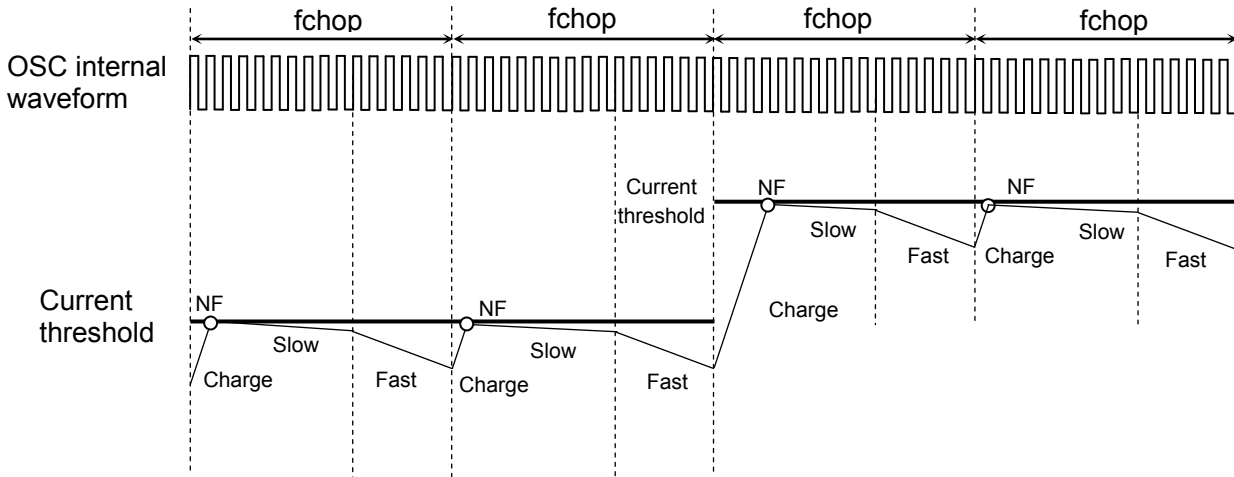 fchop fchop fchop fchop
OSC internal
waveform
Current
threshold
NF NF
Slow Slow
Fast Charge Fast
Charge
Current
threshold
NF NF
Slow Slow
Charge Fast Charge Fast